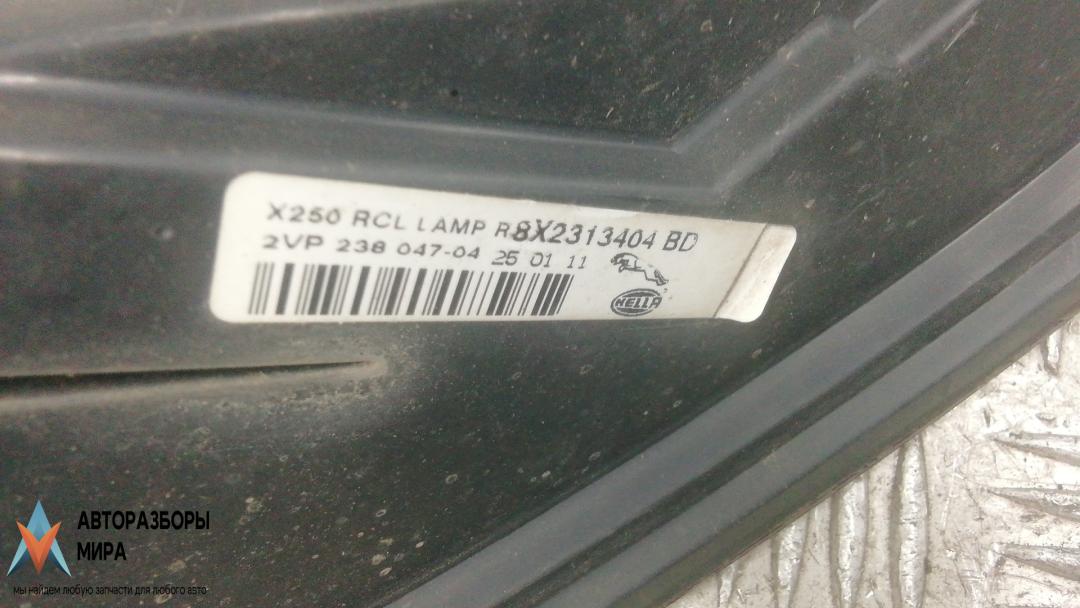 X250 RCL LAMP R 8X2313404 BD
2VP 238 047-04 25 01 11
HELLA
АВТОРАЗБОРЫ
МИРА
мы найдем любую запчасти для любого авто